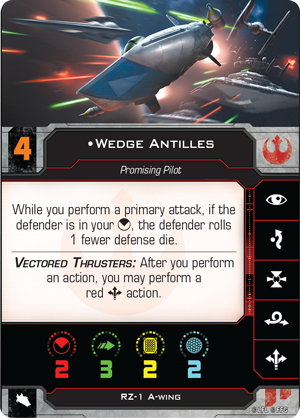 4
•Wedge Antilles
Promising Pilot
While you perform a primary attack, if the
defender is in your , the defender rolls
1 fewer defense die.
Vectored Thrusters: After you perform
an action, you may perform a
red action.
2 3 2 2
RZ-1 A-wing
© LFL © FFG